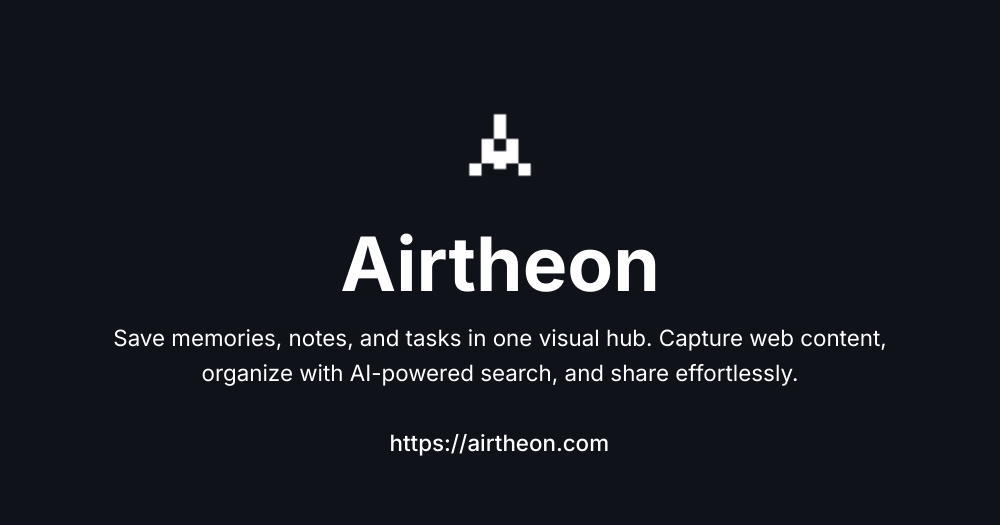 Airtheon
Save memories, notes, and tasks in one visual hub. Capture web content,
organize with AI-powered search, and share effortlessly.
https://airtheon.com